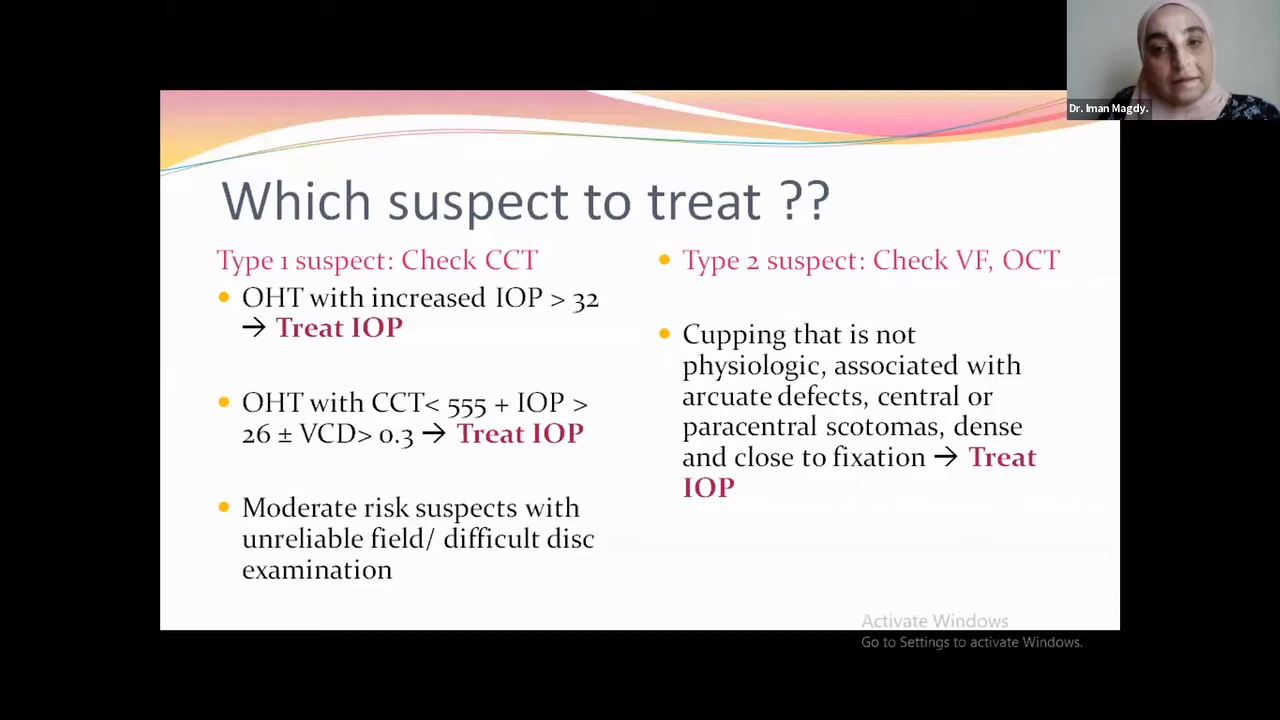 Dr. Iman Magdy.
Which suspect to treat ??
Type 1 suspect: Check CCT
• OHT with increased IOP > 32
→ Treat IOP
• OHT with CCT< 555 + IOP >
26 ± VCD> 0.3 → Treat IOP
• Moderate risk suspects with
unreliable field/ difficult disc
examination
• Type 2 suspect: Check VF, OCT
• Cupping that is not
physiologic, associated with
arcuate defects, central or
paracentral scotomas, dense
and close to fixation → Treat
IOP
Activate Windows
Go to Settings to activate Windows.